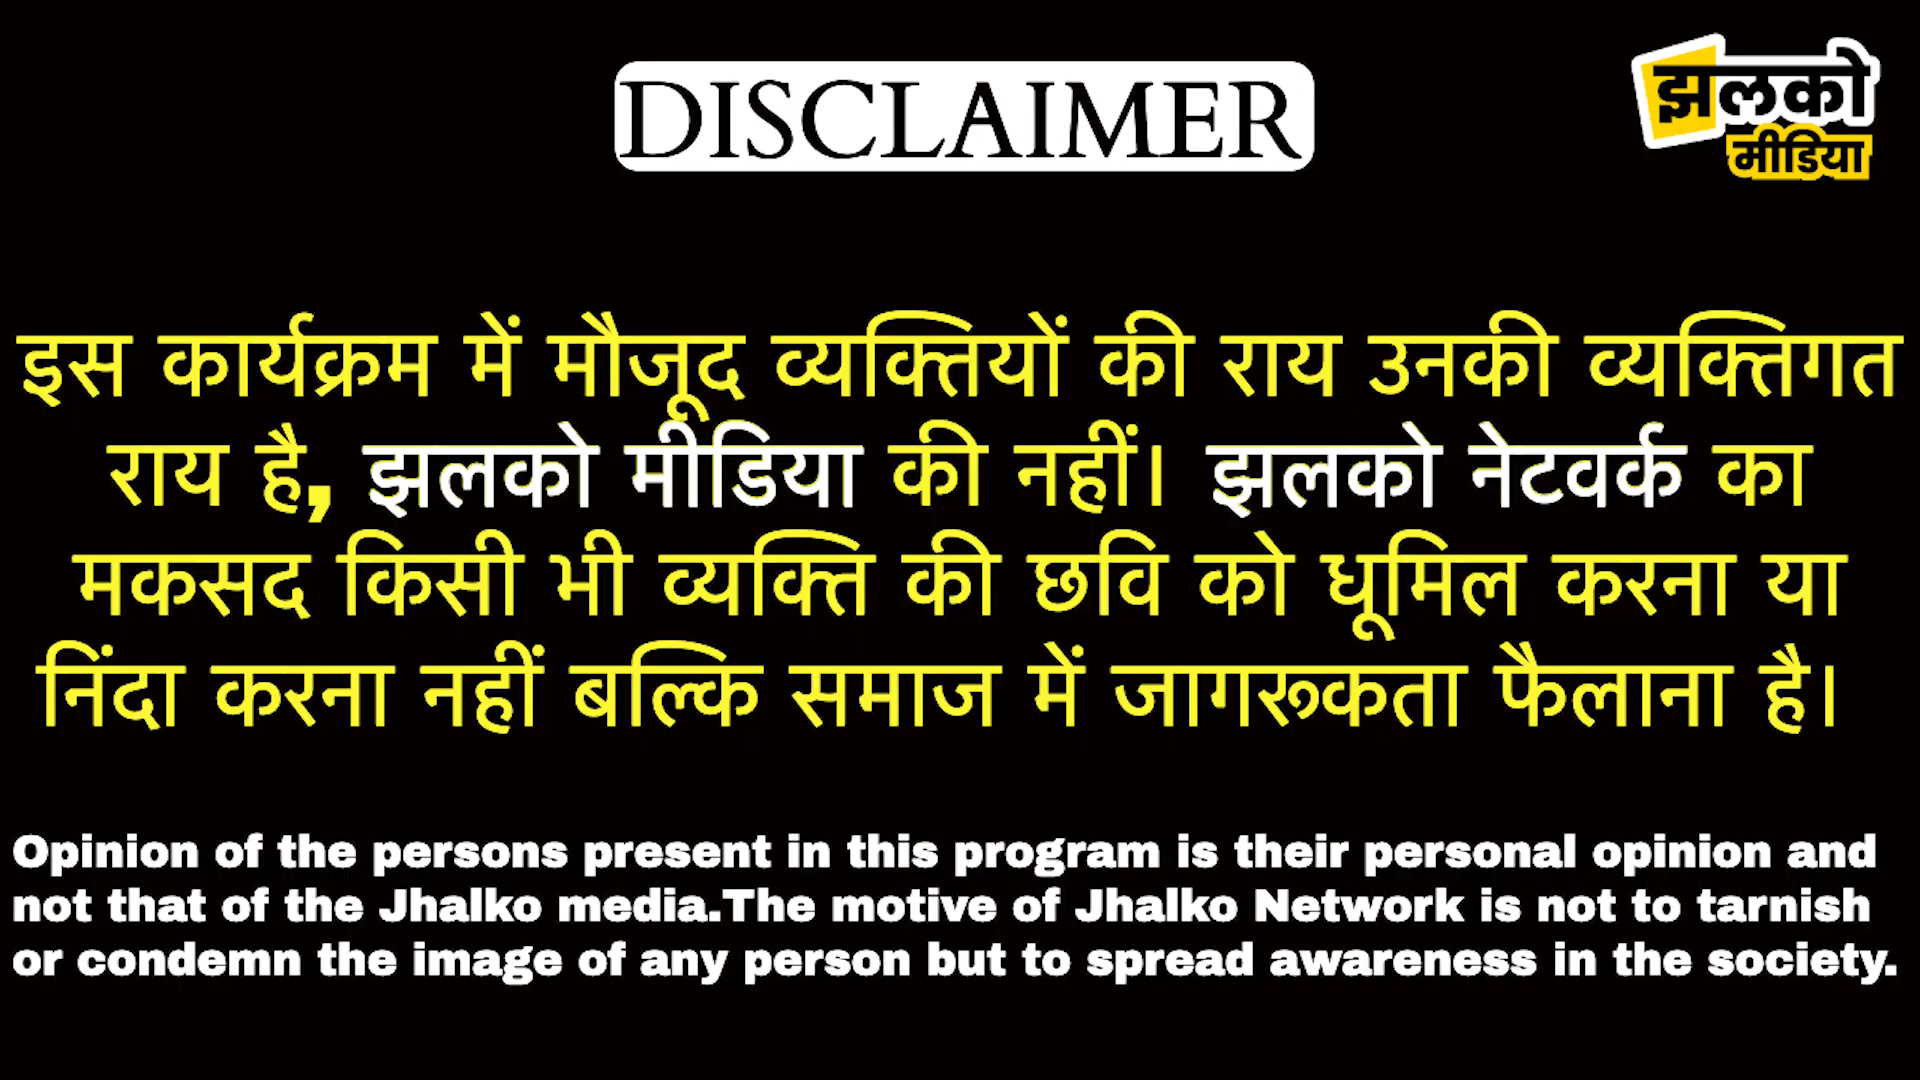 DISCLAIMER
झलको
मीडिया
इस कार्यक्रम में मौजूद व्यक्तियों की राय उनकी व्यक्तिगत
राय है, झलको मीडिया की नहीं। झलको नेटवर्क का
मकसद किसी भी व्यक्ति की छवि को धूमिल करना या
निंदा करना नहीं बल्कि समाज में जागरूकता फैलाना है।
Opinion of the persons present in this program is their personal opinion and
not that of the Jhalko media.The motive of Jhalko Network is not to tarnish
or condemn the image of any person but to spread awareness in the society.